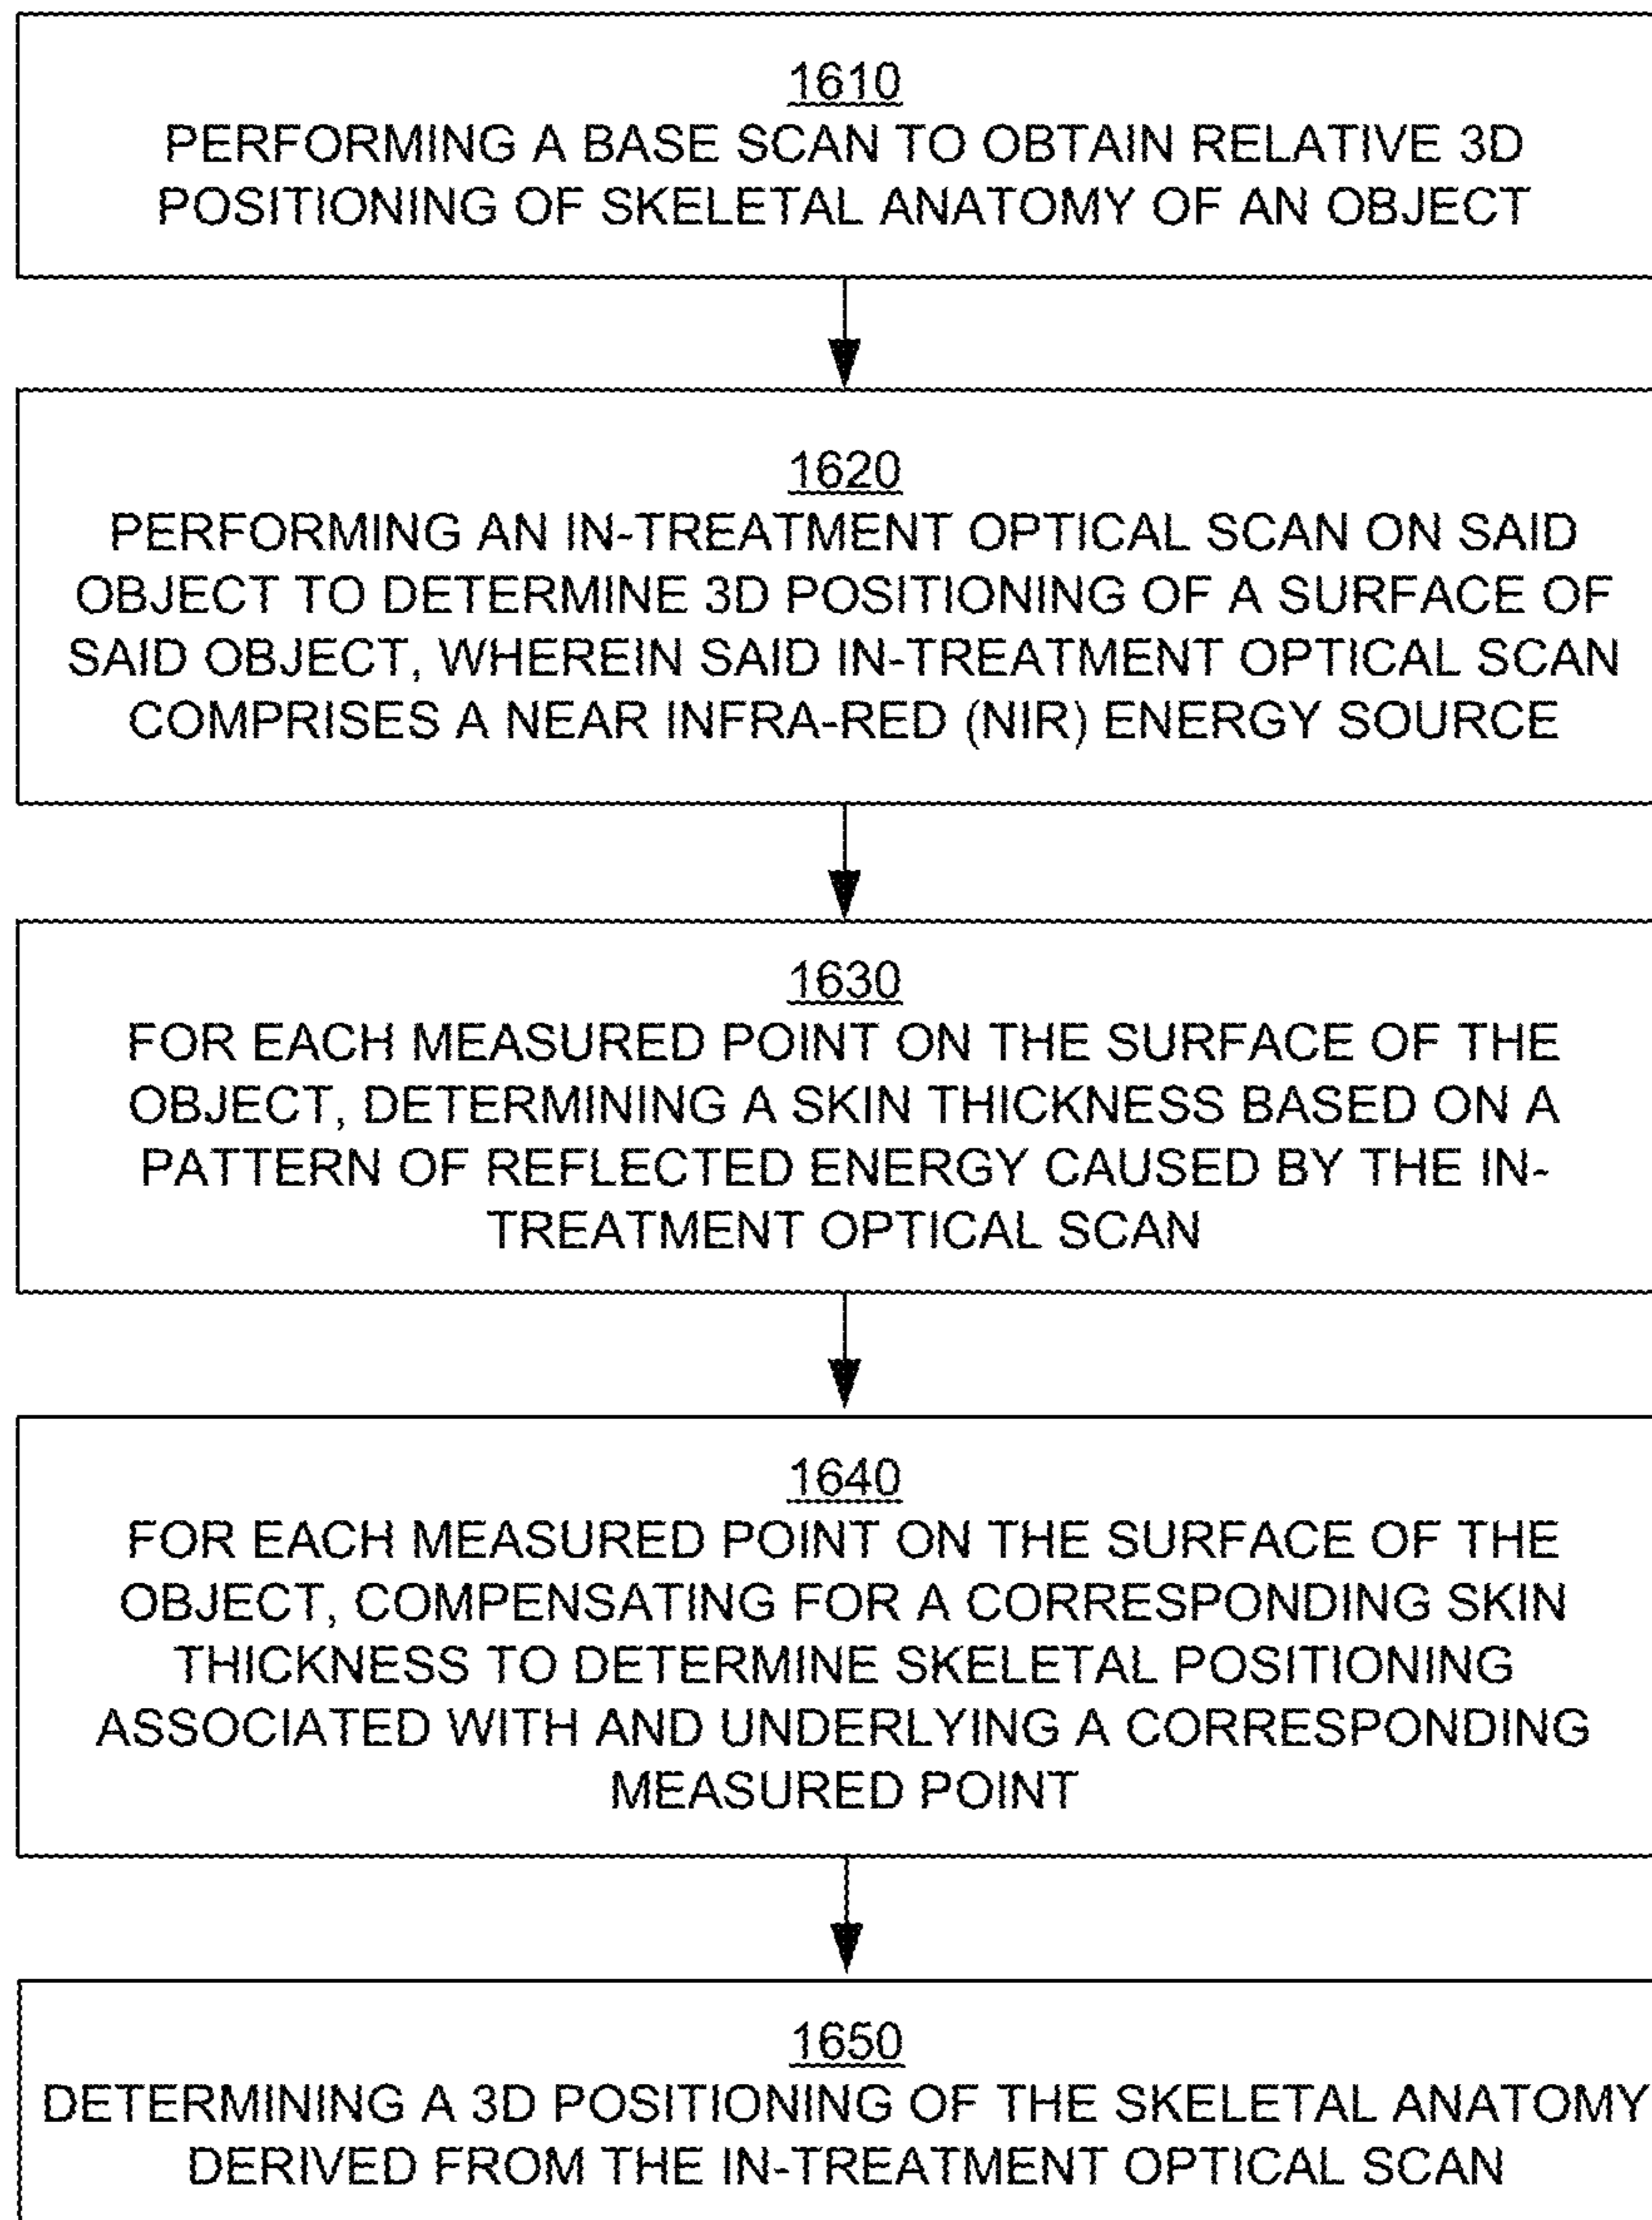 1610
PERFORMING A BASE SCAN TO OBTAIN RELATIVE 3D
POSITIONING OF SKELETAL ANATOMY OF AN OBJECT
1620
PERFORMING AN IN-TREATMENT OPTICAL SCAN ON SAID
OBJECT TO DETERMINE 3D POSITIONING OF A SURFACE OF
SAID OBJECT, WHEREIN SAID IN-TREATMENT OPTICAL SCAN
COMPRISES A NEAR INFRA-RED (NIR) ENERGY SOURCE
1630
FOR EACH MEASURED POINT ON THE SURFACE OF THE
OBJECT, DETERMINING A SKIN THICKNESS BASED ON A
PATTERN OF REFLECTED ENERGY CAUSED BY THE IN-
TREATMENT OPTICAL SCAN
1640
FOR EACH MEASURED POINT ON THE SURFACE OF THE
OBJECT, COMPENSATING FOR A CORRESPONDING SKIN
THICKNESS TO DETERMINE SKELETAL POSITIONING
ASSOCIATED WITH AND UNDERLYING A CORRESPONDING
MEASURED POINT
1650
DETERMINING A 3D POSITIONING OF THE SKELETAL ANATOMY
DERIVED FROM THE IN-TREATMENT OPTICAL SCAN